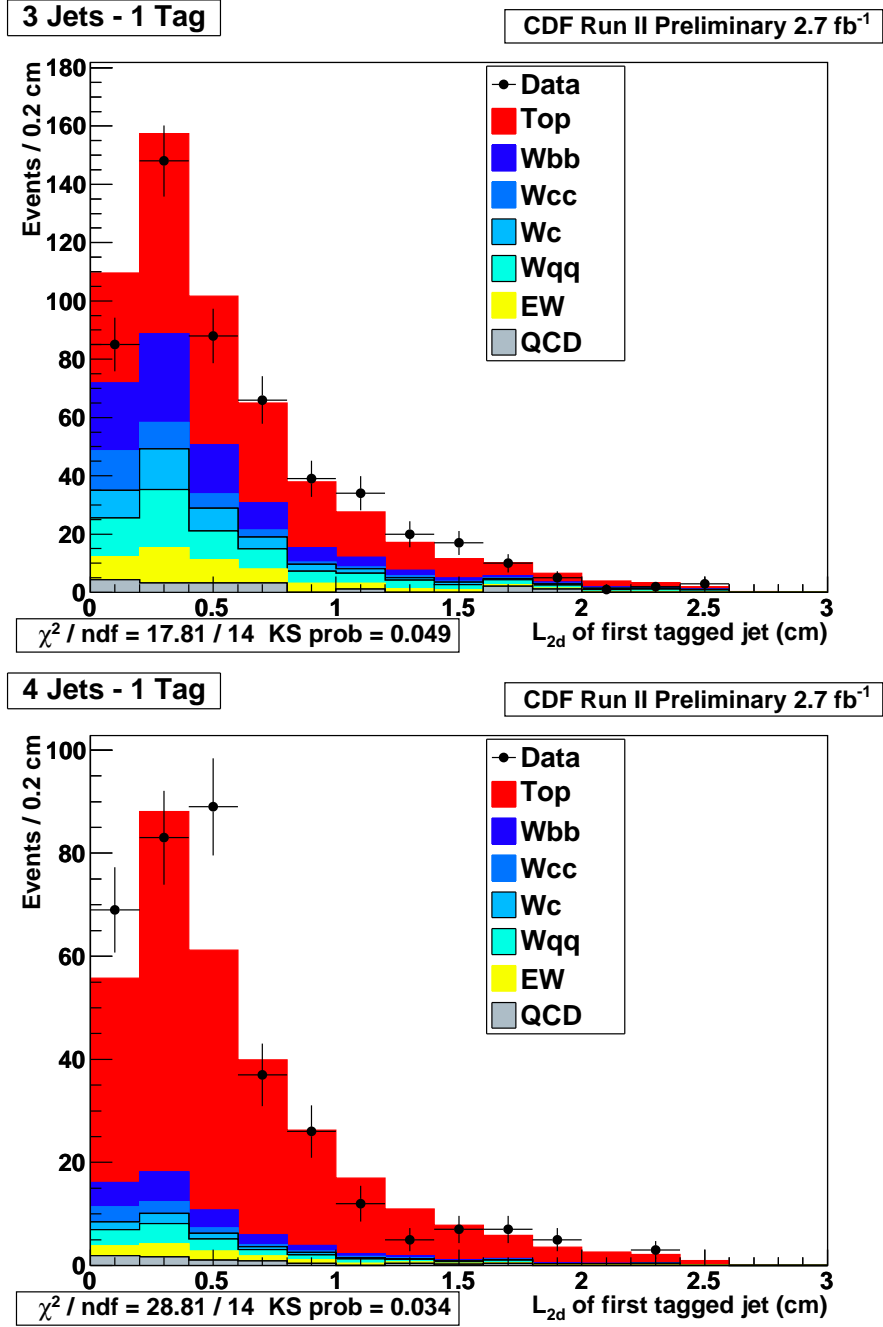 3 Jets - 1 Tag
CDF Run II Preliminary 2.7 fb⁻¹
Events / 0.2 cm
180
160
140
120
100
80
60
40
20
0
Data
Top
Wbb
Wcc
Wc
Wqq
EW
QCD
0 0.5 1 1.5 2 2.5 3
L2d of first tagged jet (cm)
χ² / ndf = 17.81 / 14 KS prob = 0.049
4 Jets - 1 Tag
CDF Run II Preliminary 2.7 fb⁻¹
Events / 0.2 cm
100
80
60
40
20
0
Data
Top
Wbb
Wcc
Wc
Wqq
EW
QCD
0 0.5 1 1.5 2 2.5 3
L2d of first tagged jet (cm)
χ² / ndf = 28.81 / 14 KS prob = 0.034